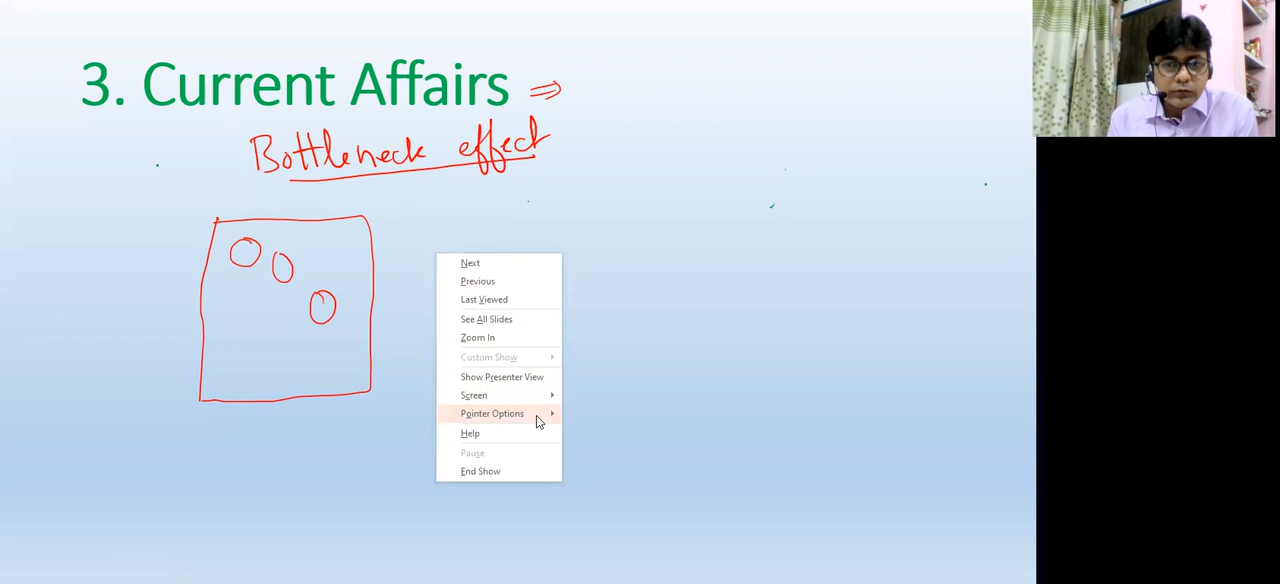 3. Current Affairs ⇒
Bottleneck effect
Next
Previous
Last Viewed
See All Slides
Zoom In
Custom Show
Show Presenter View
Screen
Pointer Options
Help
Pause
End Show